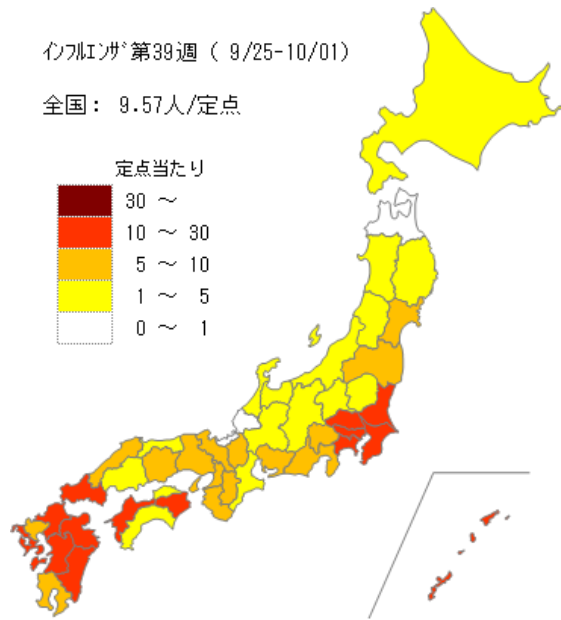 ｲﾝﾌﾙｴﾝｻﾞ第39週 ( 9/25-10/01)
全国： 9.57人/定点
定点当たり
30 ～
10 ～ 30
5 ～ 10
1 ～ 5
0 ～ 1